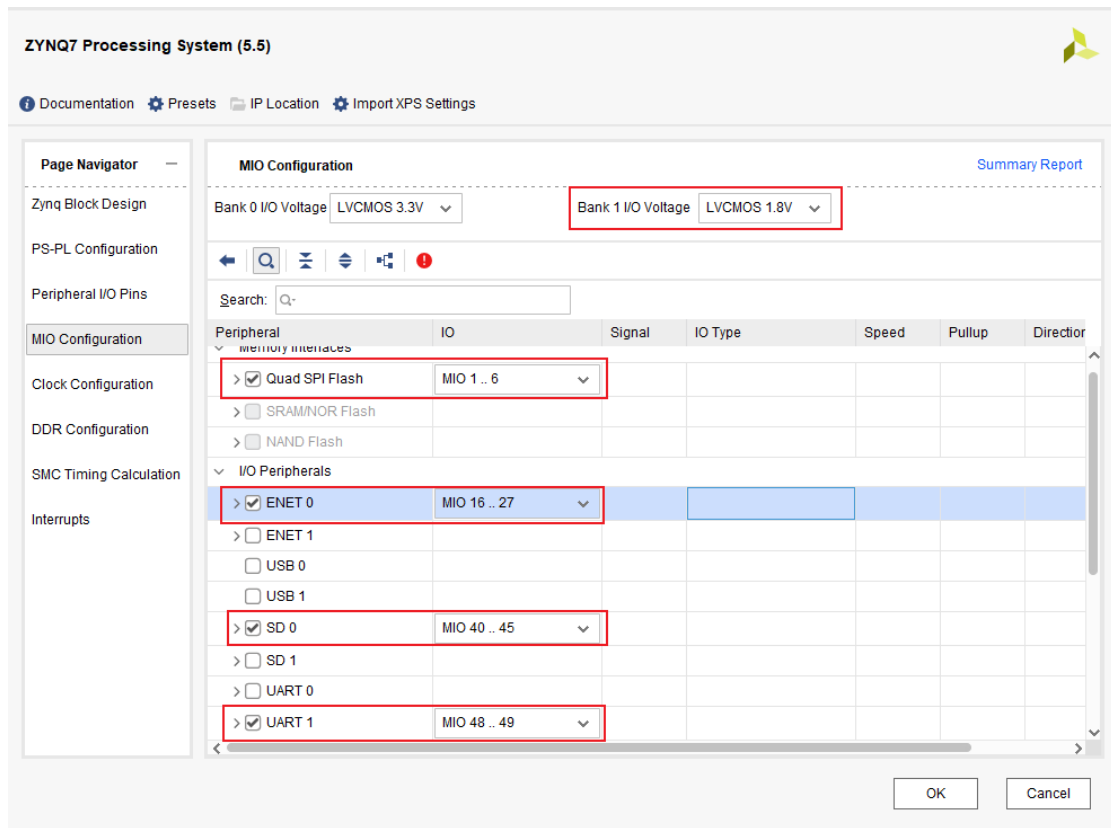 ZYNQ7 Processing System (5.5)
Documentation Presets IP Location Import XPS Settings
Page Navigator
Zynq Block Design
PS-PL Configuration
Peripheral I/O Pins
MIO Configuration
Clock Configuration
DDR Configuration
SMC Timing Calculation
Interrupts
MIO Configuration Summary Report
Bank 0 I/O Voltage LVCMOS 3.3V Bank 1 I/O Voltage LVCMOS 1.8V
Search:
Peripheral IO Signal IO Type Speed Pullup Direction
Memory Interfaces
Quad SPI Flash MIO 1 .. 6
SRAM/NOR Flash
NAND Flash
I/O Peripherals
ENET 0 MIO 16 .. 27
ENET 1
USB 0
USB 1
SD 0 MIO 40 .. 45
SD 1
UART 0
UART 1 MIO 48 .. 49
OK Cancel